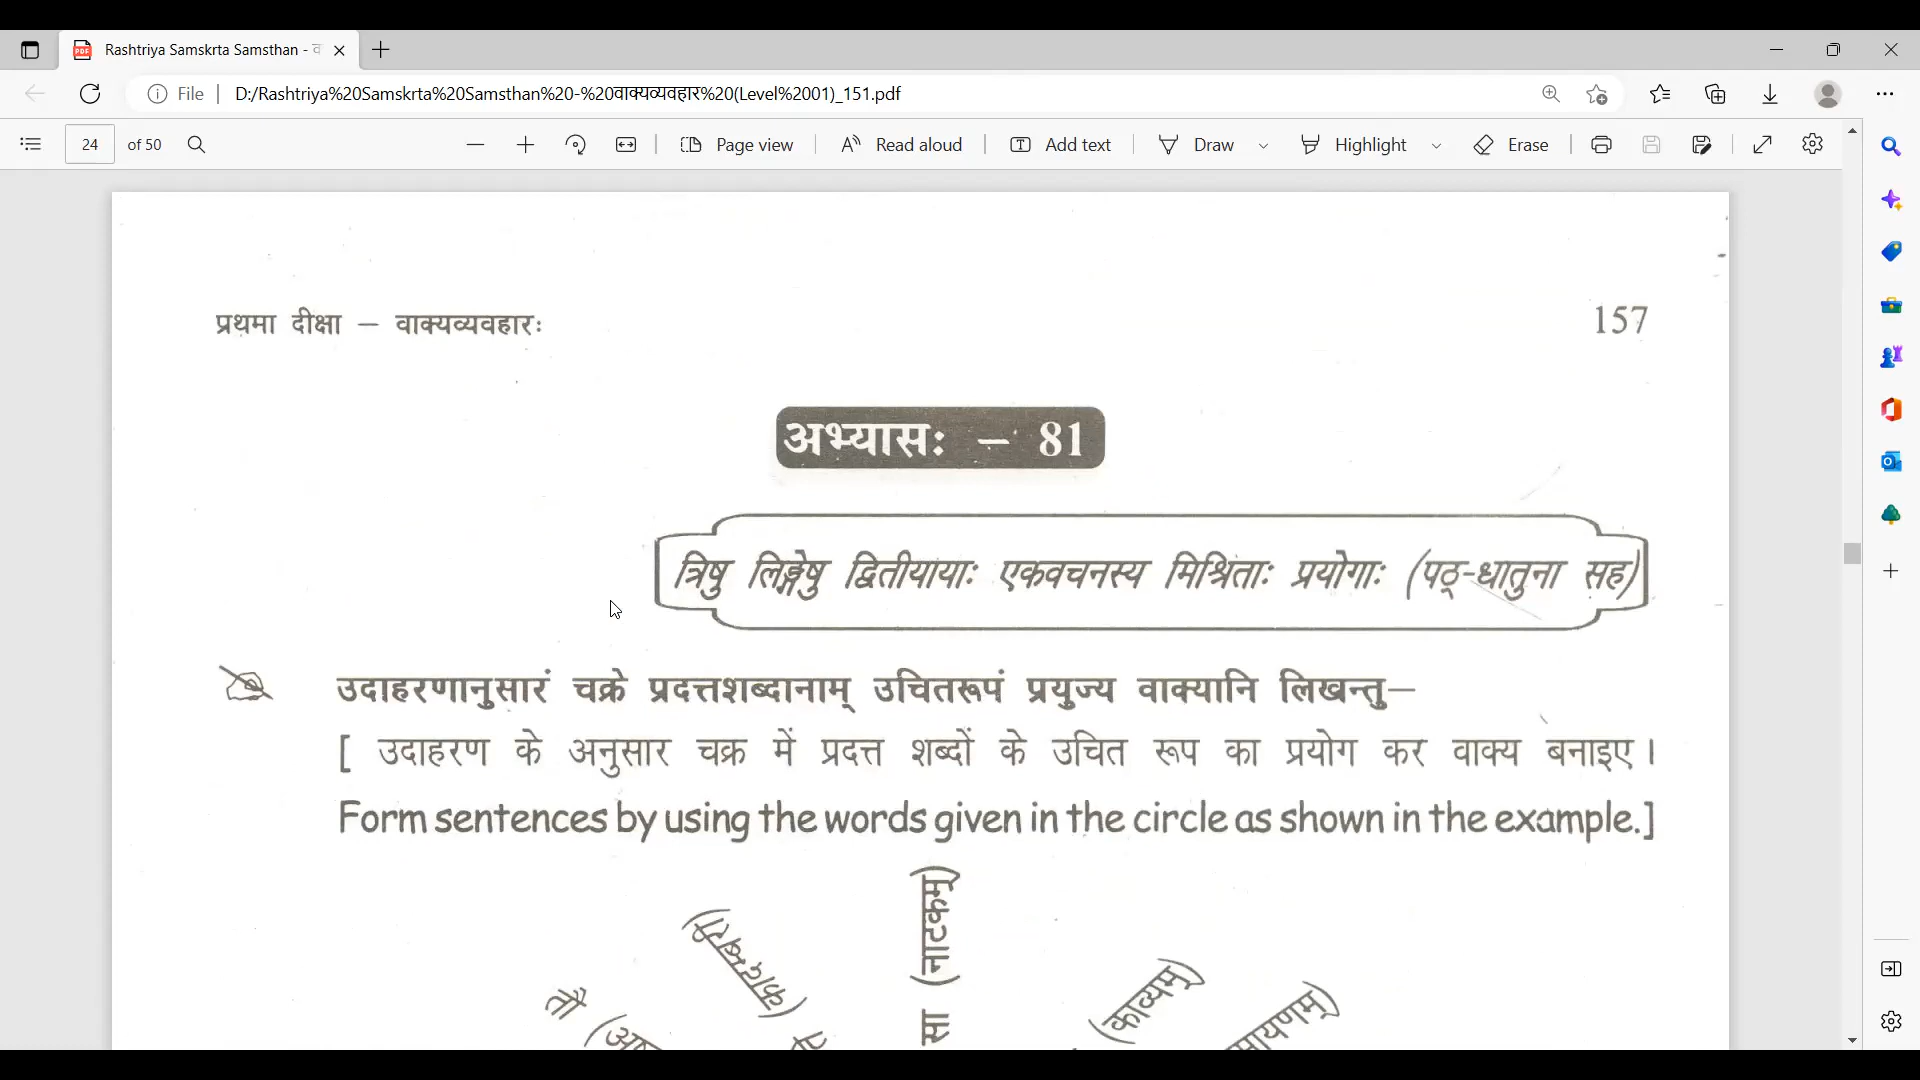 Rashtriya Samskrta Samsthan - व
File
D:/Rashtriya%20Samskrta%20Samsthan%20-%20वाक्यव्यवहार%20(Level%2001)_151.pdf
24 of 50
Page view
Read aloud
Add text
Draw
Highlight
Erase
प्रथमा दीक्षा – वाक्यव्यवहारः
157
अभ्यासः – 81
त्रिषु लिङ्गेषु द्वितीयायाः एकवचनस्य मिश्रिताः प्रयोगाः (पठ्-धातुना सह)
उदाहरणानुसारं चक्रे प्रदत्तशब्दानाम् उचितरूपं प्रयुज्य वाक्यानि लिखन्तु–
[ उदाहरण के अनुसार चक्र में प्रदत्त शब्दों के उचित रूप का प्रयोग कर वाक्य बनाइए ।
Form sentences by using the words given in the circle as shown in the example.]
तौ
(कादम्बरी)
सा (नाटकम्)
(काव्यम्)